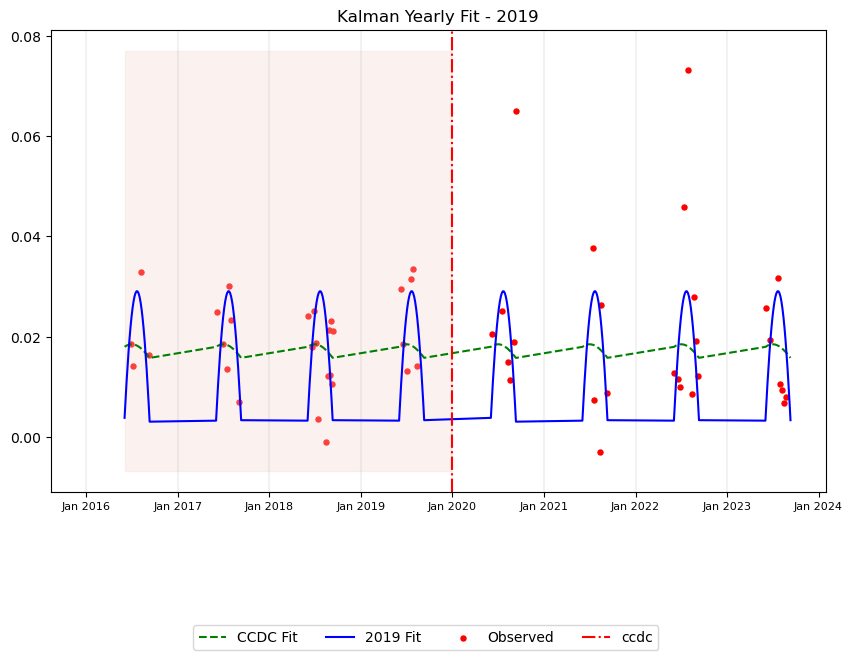 Kalman Yearly Fit - 2019
0.08
0.06
0.04
0.02
0.00
Jan 2016 Jan 2017 Jan 2018 Jan 2019 Jan 2020 Jan 2021 Jan 2022 Jan 2023 Jan 2024
CCDC Fit 2019 Fit Observed ccdc